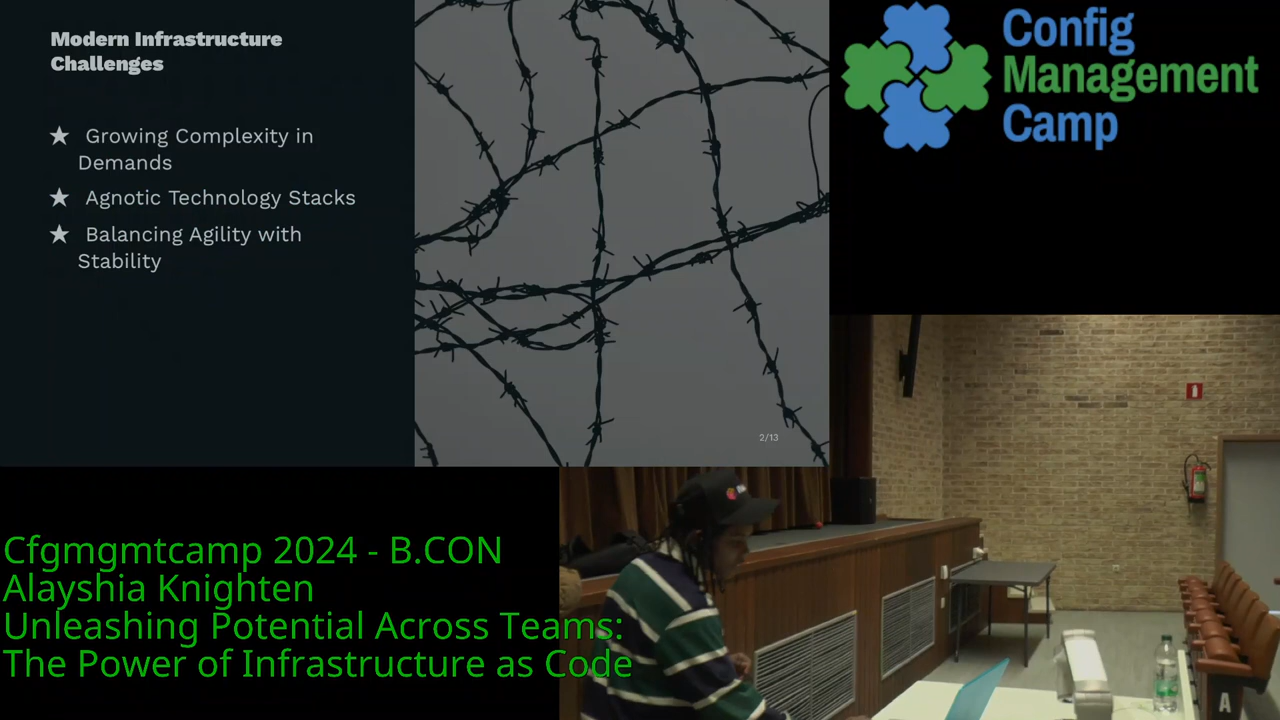 Modern Infrastructure
Challenges
★ Growing Complexity in
Demands
★ Agnotic Technology Stacks
★ Balancing Agility with
Stability
2/13
Config
Management
Camp
Cfgmgmtcamp 2024 - B.CON
Alayshia Knighten
Unleashing Potential Across Teams:
The Power of Infrastructure as Code
A